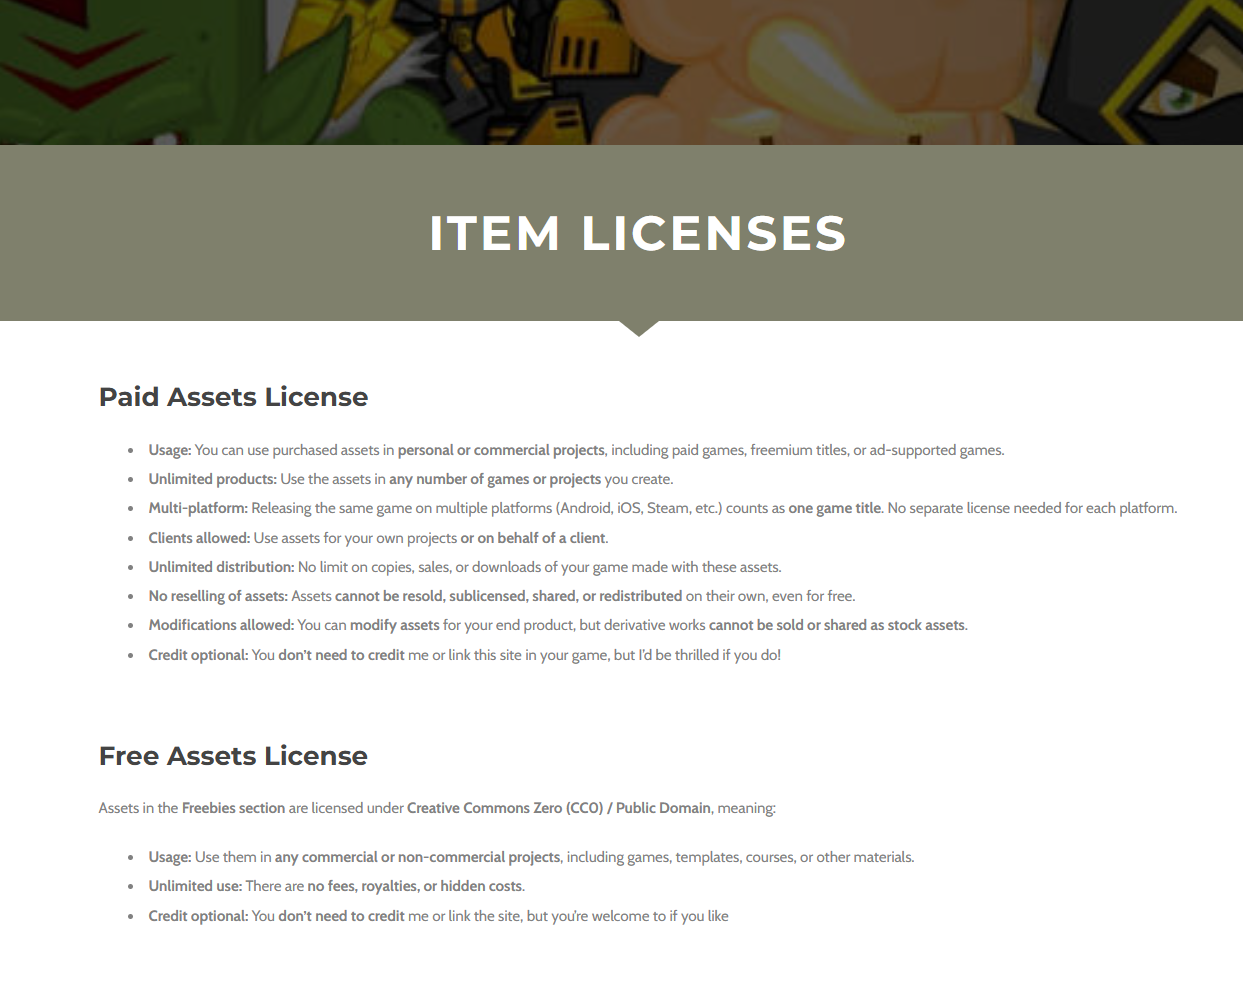 ITEM LICENSES
Paid Assets License
• Usage: You can use purchased assets in personal or commercial projects, including paid games, freemium titles, or ad-supported games.
• Unlimited products: Use the assets in any number of games or projects you create.
• Multi-platform: Releasing the same game on multiple platforms (Android, iOS, Steam, etc.) counts as one game title. No separate license needed for each platform.
• Clients allowed: Use assets for your own projects or on behalf of a client.
• Unlimited distribution: No limit on copies, sales, or downloads of your game made with these assets.
• No reselling of assets: Assets cannot be resold, sublicensed, shared, or redistributed on their own, even for free.
• Modifications allowed: You can modify assets for your end product, but derivative works cannot be sold or shared as stock assets.
• Credit optional: You don't need to credit me or link this site in your game, but I'd be thrilled if you do!
Free Assets License
Assets in the Freebies section are licensed under Creative Commons Zero (CC0) / Public Domain, meaning:
• Usage: Use them in any commercial or non-commercial projects, including games, templates, courses, or other materials.
• Unlimited use: There are no fees, royalties, or hidden costs.
• Credit optional: You don't need to credit me or link the site, but you're welcome to if you like